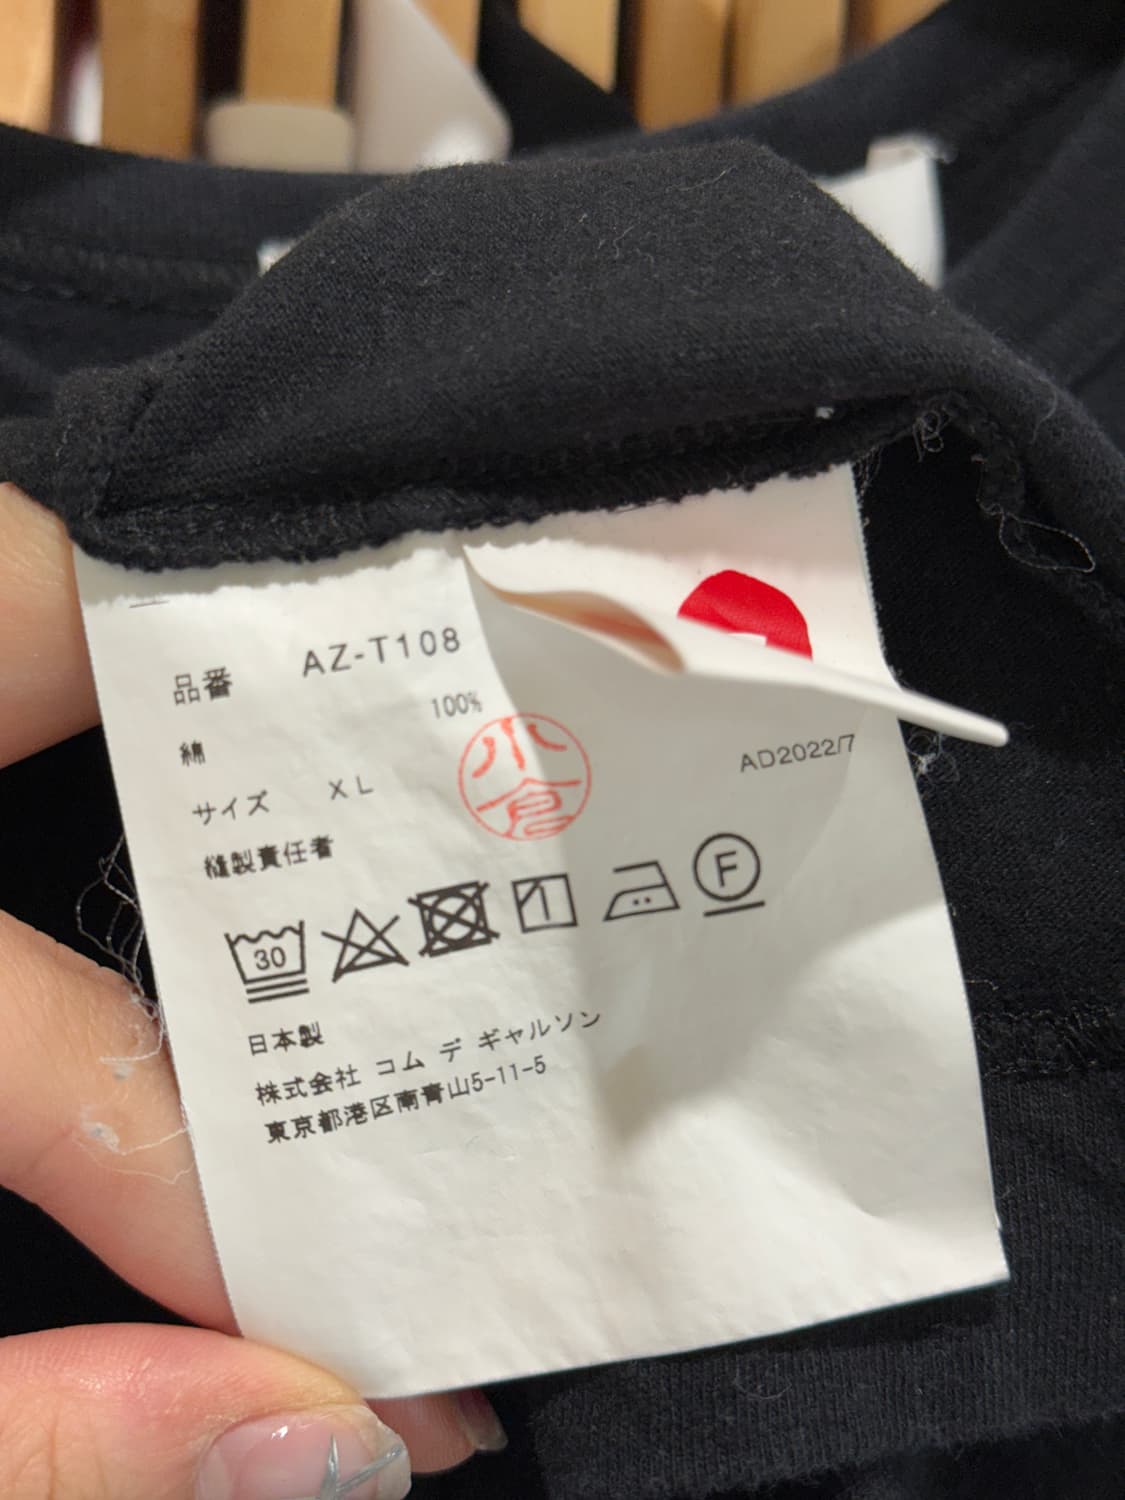 品番 AZ-T108
綿 100%
サイズ XL
縫製責任者
小倉
AD2022/7
30
F
日本製
株式会社 コム デ ギャルソン
東京都港区南青山5-11-5